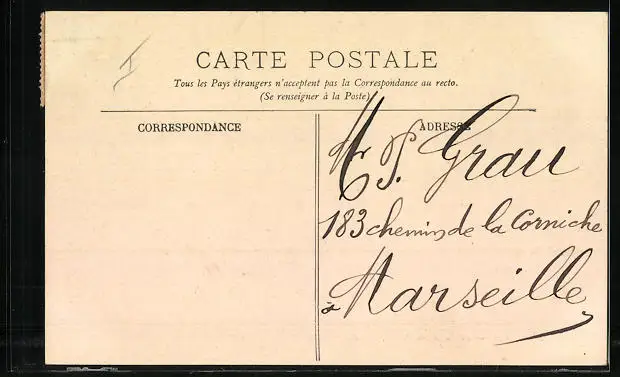 CARTE POSTALE
Tous les Pays étrangers n'acceptent pas la Correspondance au recto.
(Se renseigner à la Poste)
CORRESPONDANCE
ADRESSE
Mr J. Grau
183 chemin de la Corniche
à Marseille